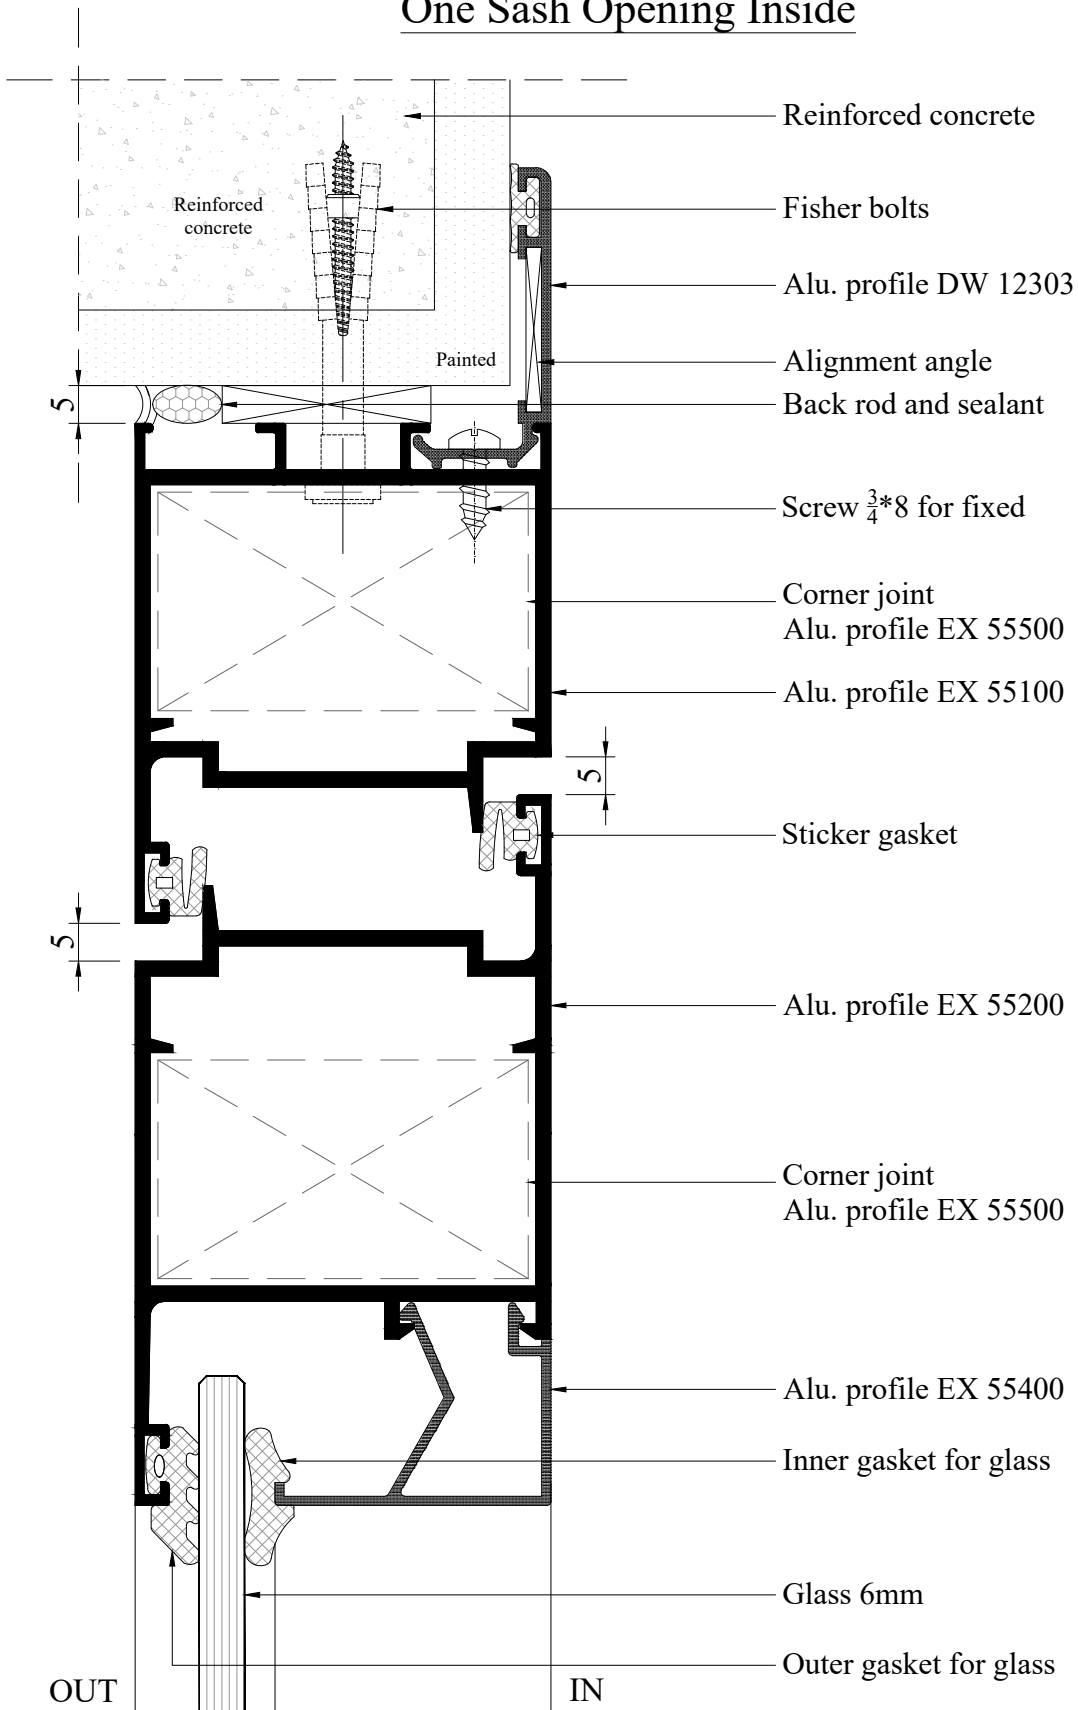 One Sash Opening Inside
Reinforced concrete
Reinforced
concrete
Fisher bolts
Alu. profile DW 12303
Painted
Alignment angle
5
Back rod and sealant
Screw 3/4*8 for fixed
Corner joint
Alu. profile EX 55500
Alu. profile EX 55100
5
Sticker gasket
5
Alu. profile EX 55200
Corner joint
Alu. profile EX 55500
Alu. profile EX 55400
Inner gasket for glass
Glass 6mm
Outer gasket for glass
OUT
IN